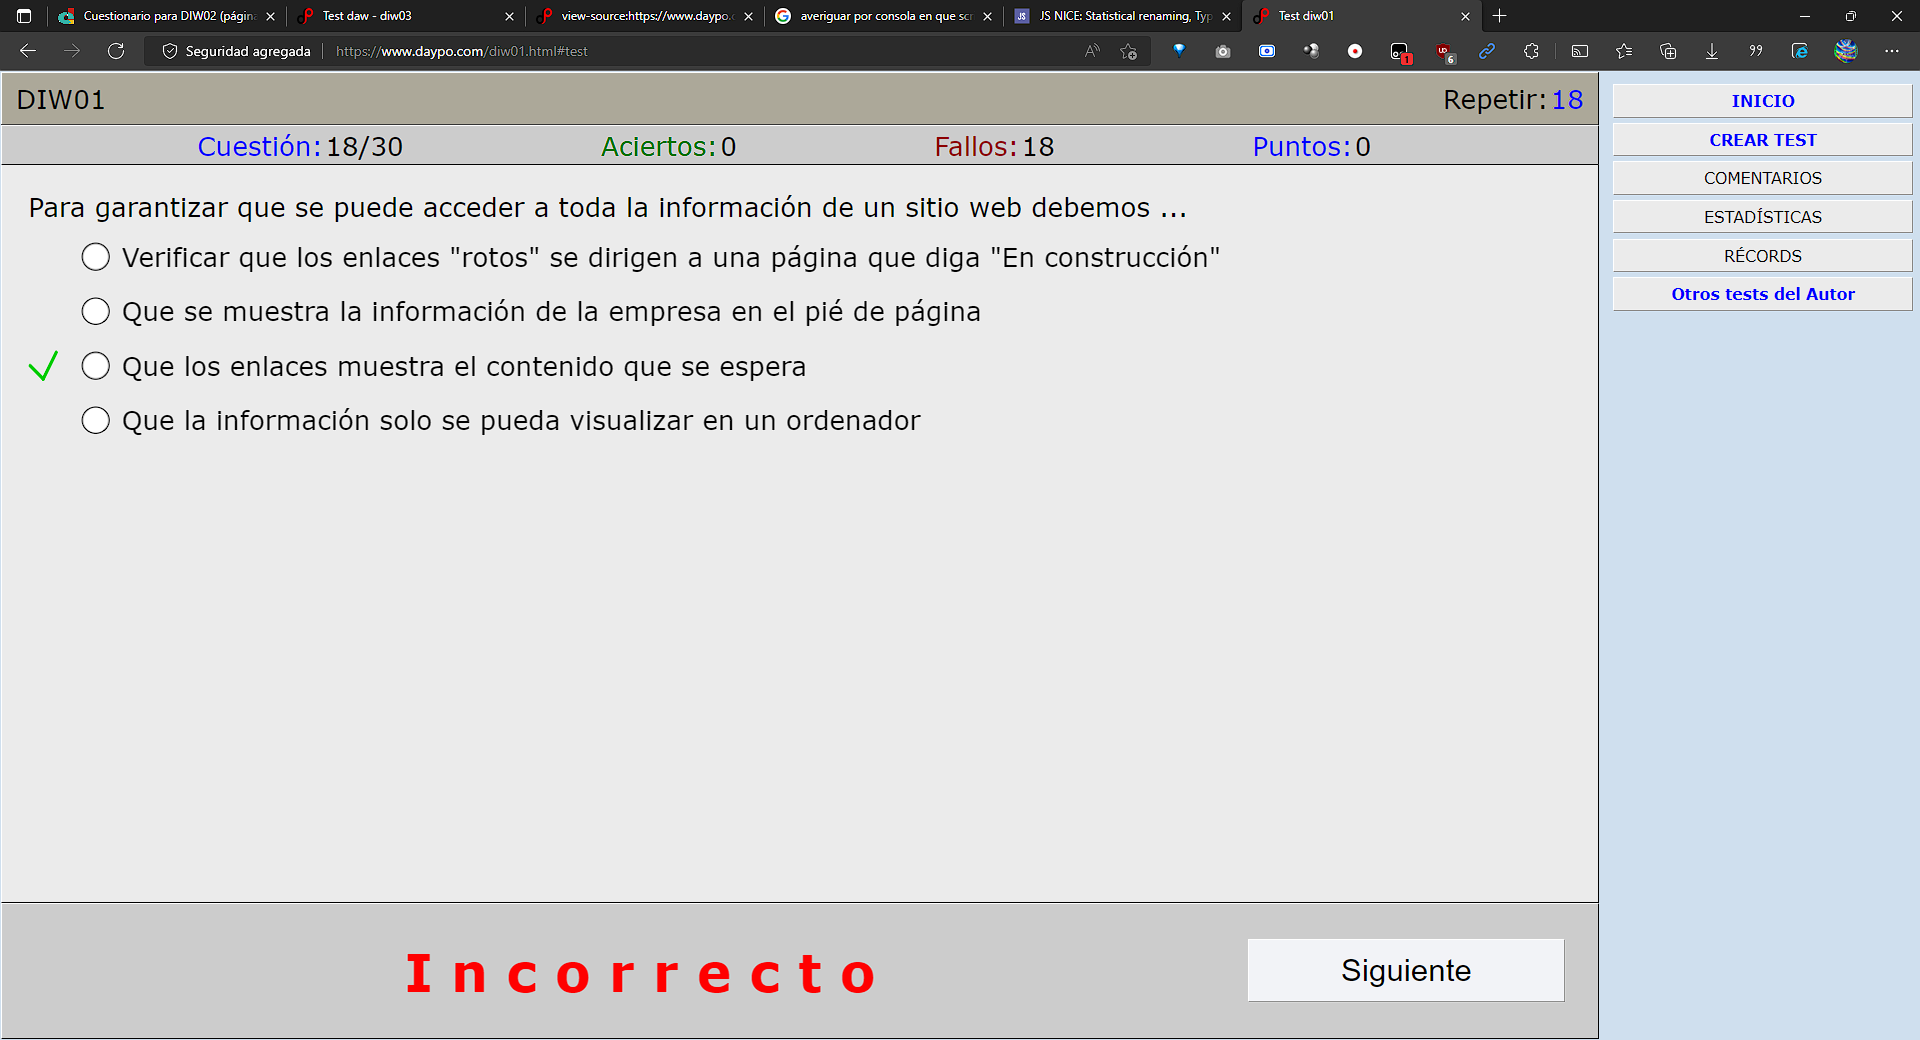 Cuestionario para DIW02 (págin
Test daw - diw03
view-source:https://www.daypo.
averiguar por consola en que scr
JS
JS NICE: Statistical renaming, Typ
Test diw01
Seguridad agregada
https://www.daypo.com/diw01.html#test
1
6
DIW01
Repetir:18
Cuestión:18/30
Aciertos:0
Fallos:18
Puntos:0
Para garantizar que se puede acceder a toda la información de un sitio web debemos ...
Verificar que los enlaces "rotos" se dirigen a una página que diga "En construcción"
Que se muestra la información de la empresa en el pié de página
Que los enlaces muestra el contenido que se espera
Que la información solo se pueda visualizar en un ordenador
Incorrecto
Siguiente
INICIO
CREAR TEST
COMENTARIOS
ESTADÍSTICAS
RÉCORDS
Otros tests del Autor